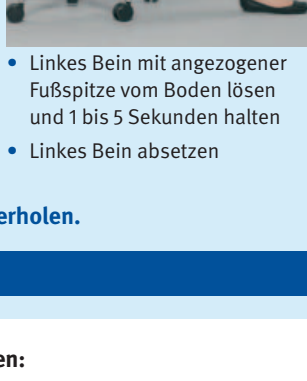 • Linkes Bein mit angezogener
Fußspitze vom Boden lösen
und 1 bis 5 Sekunden halten
• Linkes Bein absetzen
erholen.
en: